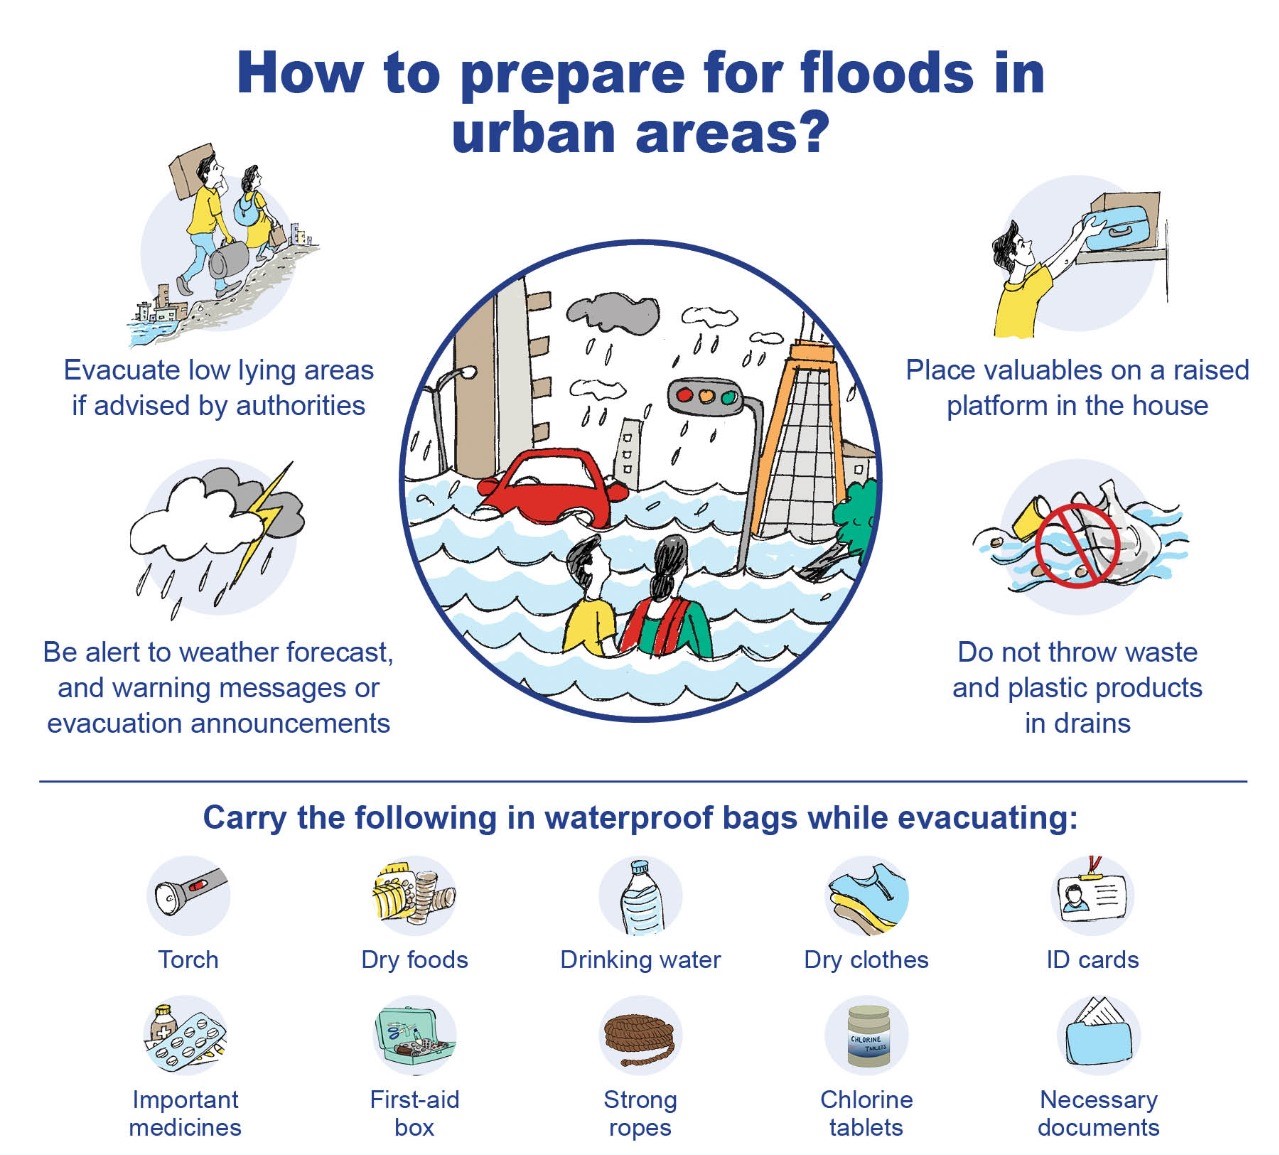 How to prepare for floods in
urban areas?
Evacuate low lying areas
if advised by authorities
Place valuables on a raised
platform in the house
Be alert to weather forecast,
and warning messages or
evacuation announcements
Do not throw waste
and plastic products
in drains
Carry the following in waterproof bags while evacuating:
Torch
Dry foods
Drinking water
Dry clothes
ID cards
CHLORINE
TABLETS
Important
medicines
First-aid
box
Strong
ropes
Chlorine
tablets
Necessary
documents